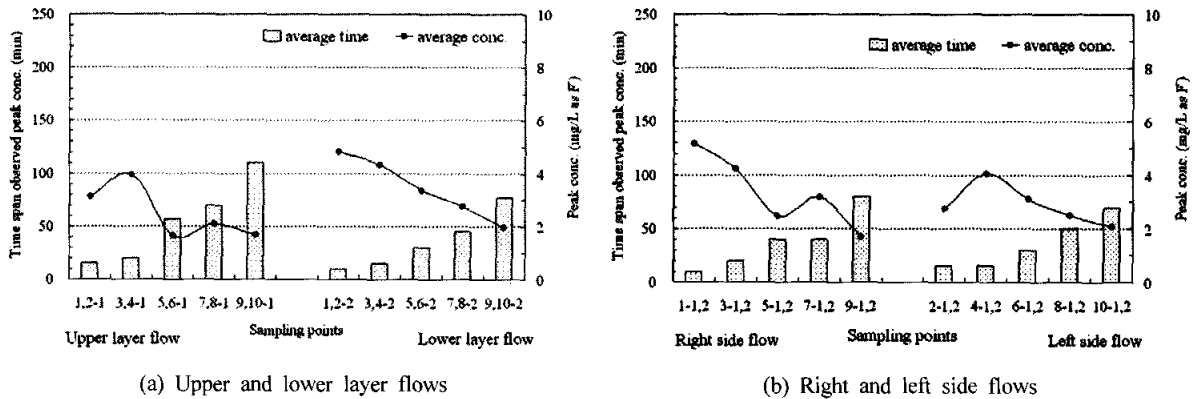 250
200
150
100
50
0
Time span observed peak conc. (min)
average time
average conc.
10
8
6
4
2
0
Peak conc. (mg/L as F)
1,2-1 3,4-1 5,6-1 7,8-1 9,10-1 1,2-2 3,4-2 5,6-2 7,8-2 9,10-2
Upper layer flow Sampling points Lower layer flow
(a) Upper and lower layer flows
250
200
150
100
50
0
Time span observed peak conc. (min)
average time
average conc.
10
8
6
4
2
0
Peak conc. (mg/L as F)
1-1,2 3-1,2 5-1,2 7-1,2 9-1,2 2-1,2 4-1,2 6-1,2 8-1,2 10-1,2
Right side flow Sampling points Left side flow
(b) Right and left side flows